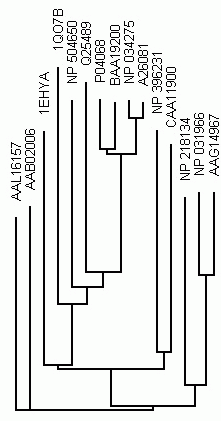 AAL16157
AAB02006
1EHYA
1QO7B
NP 504650
Q25489
P04068
BAA19200
NP 034275
A26081
NP 396231
CAA11900
NP 218134
NP 031966
AAG14967